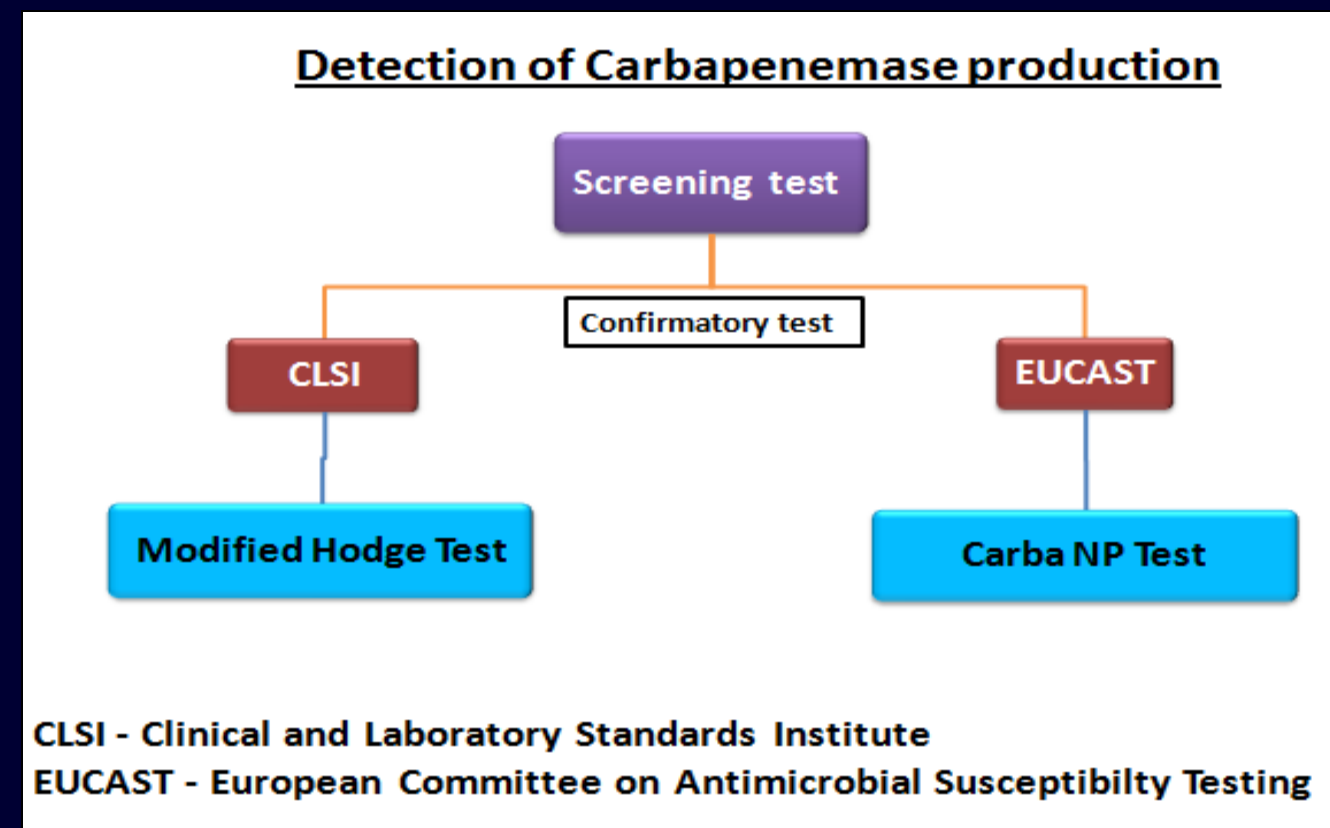 Detection of Carbapenemase production
Screening test
Confirmatory test
CLSI
EUCAST
Modified Hodge Test
Carba NP Test
CLSI - Clinical and Laboratory Standards Institute
EUCAST - European Committee on Antimicrobial Susceptibilty Testing